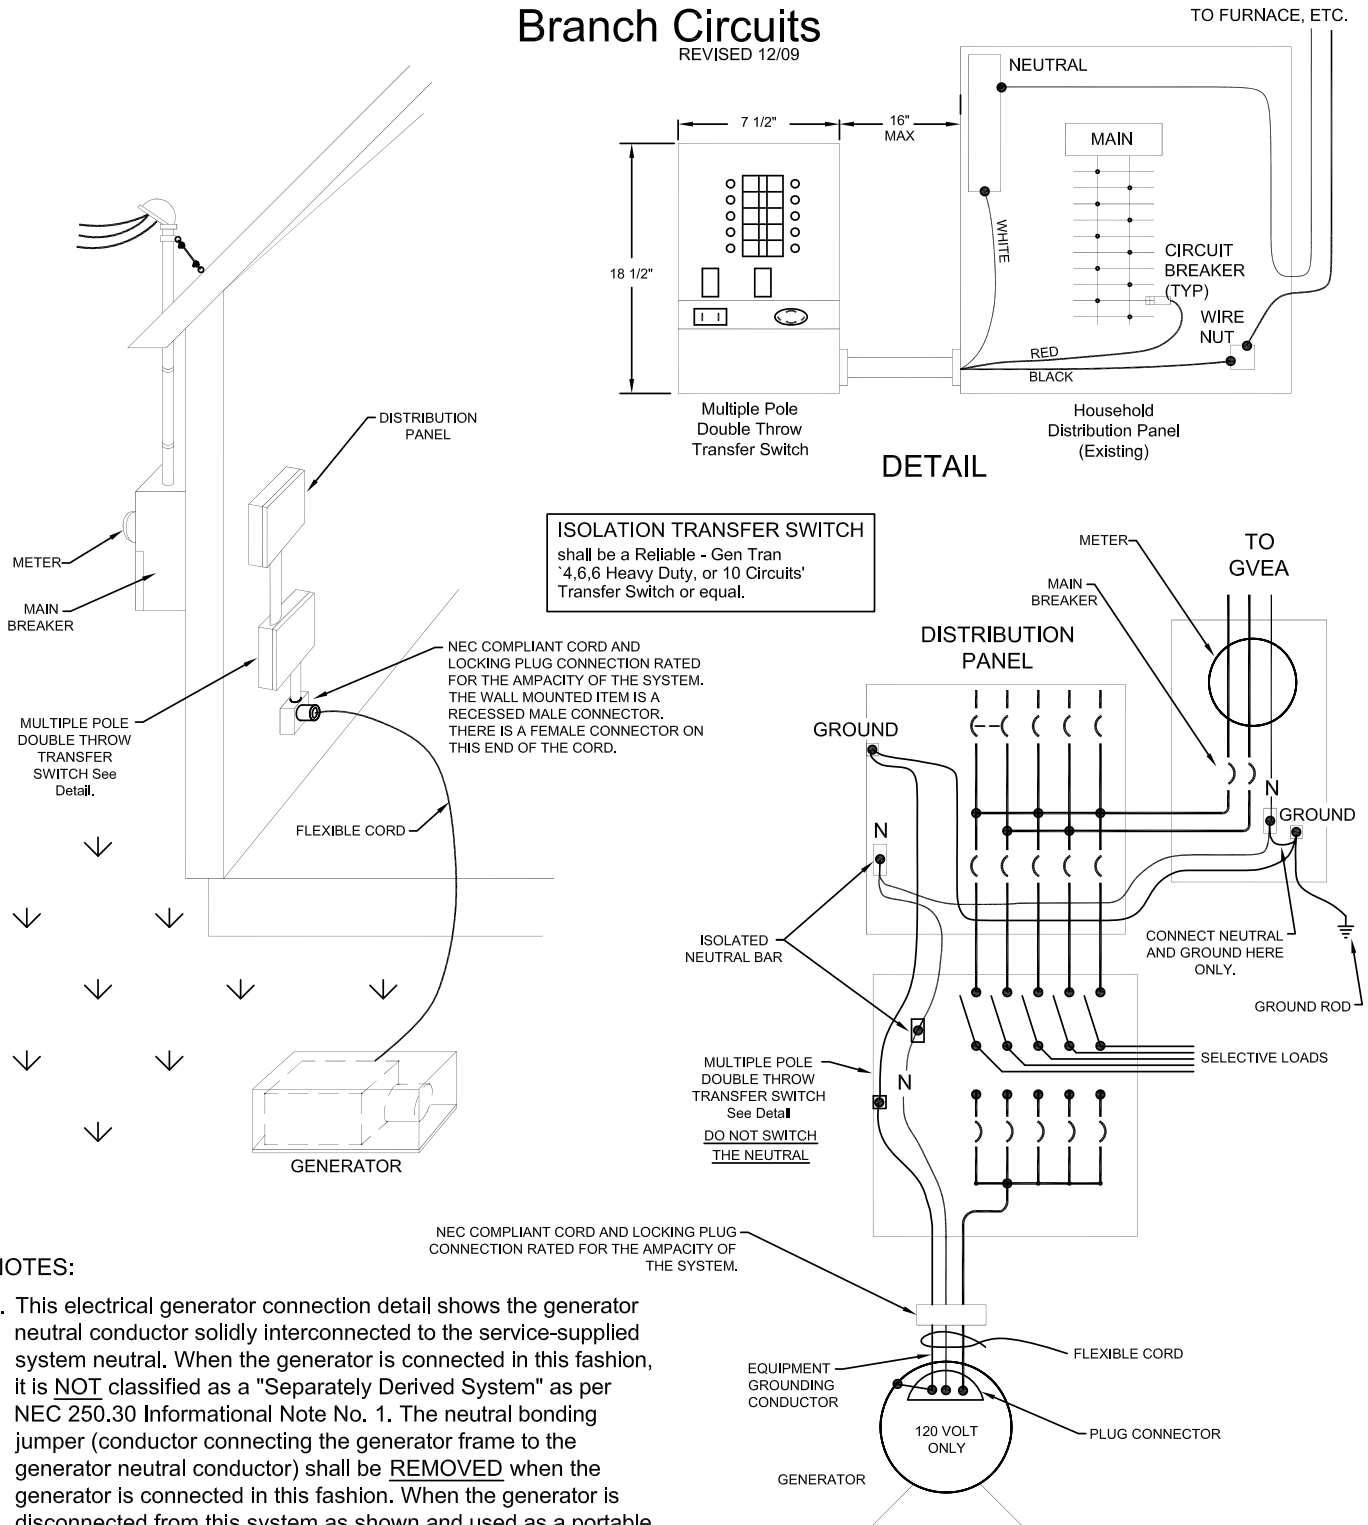 Branch Circuits
REVISED 12/09
TO FURNACE, ETC.
NEUTRAL
7 1/2"
16"
MAX
MAIN
18 1/2"
WHITE
CIRCUIT
BREAKER
(TYP)
WIRE
NUT
RED
BLACK
Multiple Pole
Double Throw
Transfer Switch
Household
Distribution Panel
(Existing)
DETAIL
DISTRIBUTION
PANEL
METER
MAIN
BREAKER
MULTIPLE POLE
DOUBLE THROW
TRANSFER
SWITCH See
Detail.
NEC COMPLIANT CORD AND
LOCKING PLUG CONNECTION RATED
FOR THE AMPACITY OF THE SYSTEM.
THE WALL MOUNTED ITEM IS A
RECESSED MALE CONNECTOR.
THERE IS A FEMALE CONNECTOR ON
THIS END OF THE CORD.
FLEXIBLE CORD
GENERATOR
ISOLATION TRANSFER SWITCH
shall be a Reliable - Gen Tran
`4,6,6 Heavy Duty, or 10 Circuits'
Transfer Switch or equal.
METER
TO
GVEA
MAIN
BREAKER
DISTRIBUTION
PANEL
GROUND
N
N
GROUND
ISOLATED
NEUTRAL BAR
CONNECT NEUTRAL
AND GROUND HERE
ONLY.
GROUND ROD
SELECTIVE LOADS
MULTIPLE POLE
DOUBLE THROW
TRANSFER SWITCH
See Detail
DO NOT SWITCH
THE NEUTRAL
N
NEC COMPLIANT CORD AND LOCKING PLUG
CONNECTION RATED FOR THE AMPACITY OF
THE SYSTEM.
FLEXIBLE CORD
EQUIPMENT
GROUNDING
CONDUCTOR
120 VOLT
ONLY
PLUG CONNECTOR
GENERATOR
NOTES:
. This electrical generator connection detail shows the generator
neutral conductor solidly interconnected to the service-supplied
system neutral. When the generator is connected in this fashion,
it is NOT classified as a "Separately Derived System" as per
NEC 250.30 Informational Note No. 1. The neutral bonding
jumper (conductor connecting the generator frame to the
generator neutral conductor) shall be REMOVED when the
generator is connected in this fashion. When the generator is
disconnected from this system as shown and used as a portable